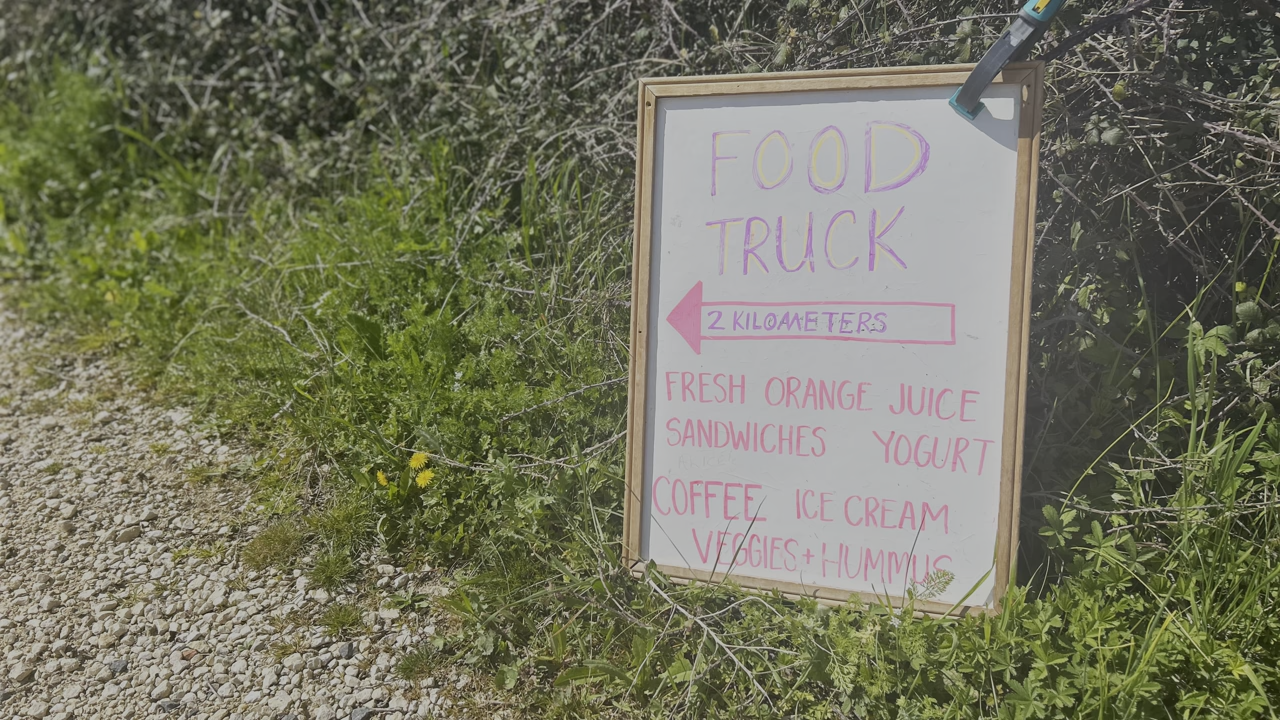 FOOD
TRUCK
2 KILOMETERS
FRESH ORANGE JUICE
SANDWICHES YOGURT
COFFEE ICE CREAM
VEGGIES + HUMMUS